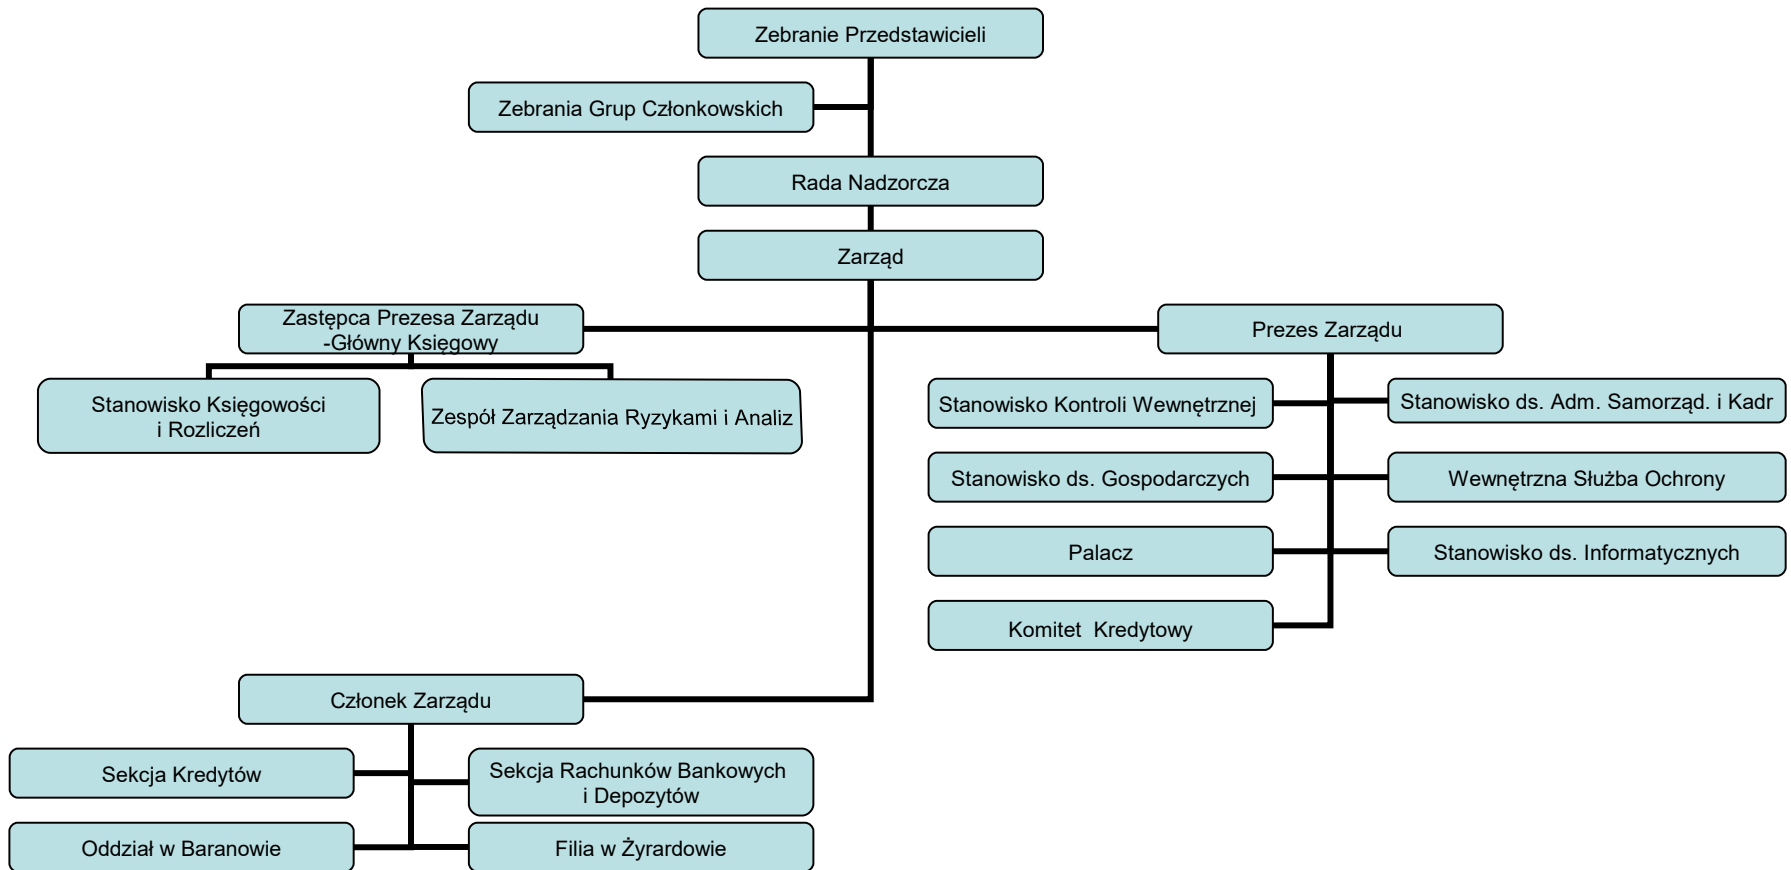 Zebranie Przedstawicieli
Zebrania Grup Członkowskich
Rada Nadzorcza
Zarząd
Zastępca Prezesa Zarządu
-Główny Księgowy
Prezes Zarządu
Stanowisko Księgowości
i Rozliczeń
Zespół Zarządzania Ryzykami i Analiz
Stanowisko Kontroli Wewnętrznej
Stanowisko ds. Adm. Samorząd. i Kadr
Stanowisko ds. Gospodarczych
Wewnętrzna Służba Ochrony
Palacz
Stanowisko ds. Informatycznych
Komitet  Kredytowy
Członek Zarządu
Sekcja Kredytów
Sekcja Rachunków Bankowych
i Depozytów
Oddział w Baranowie
Filia w Żyrardowie